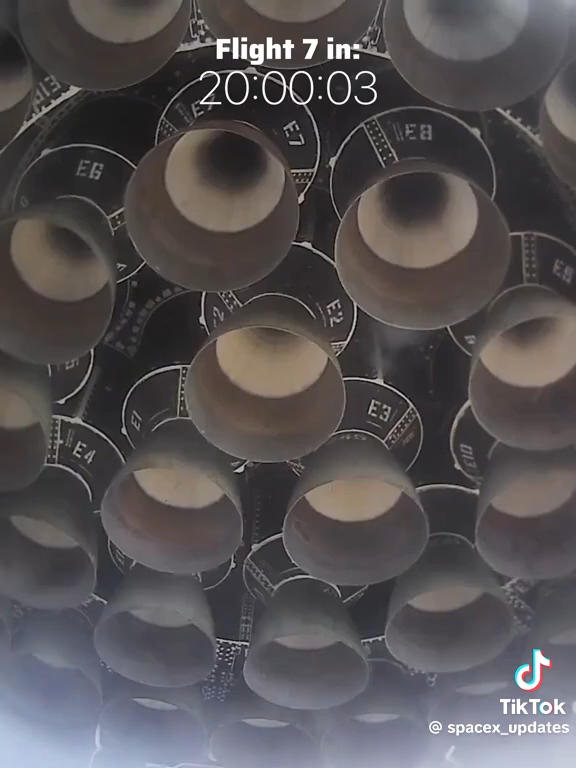 Flight 7 in:
20:00:03
E7
E8
E6
E2
E1
E3
E4
TikTok
@ spacex_updates